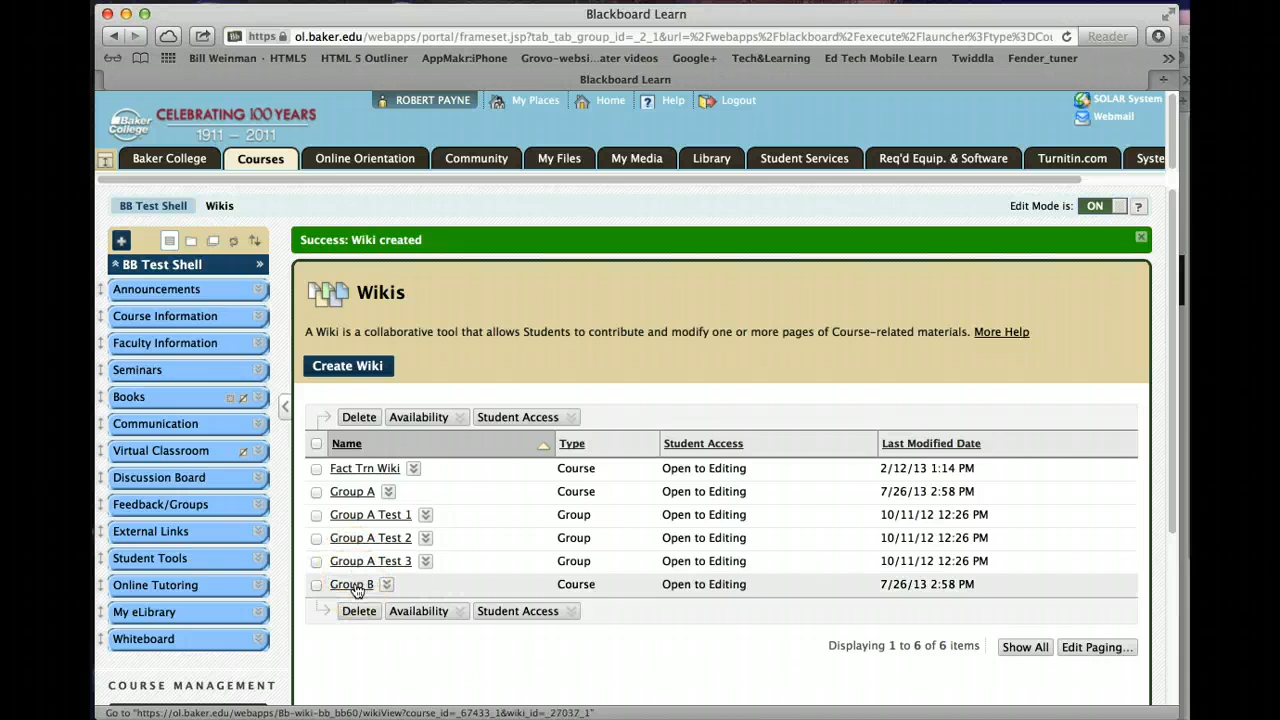 Blackboard Learn
https ol.baker.edu/webapps/portal/frameset.jsp?tab_tab_group_id=_2_1&url=%2Fwebapps%2Fblackboard%2Fexecute%2Flauncher%3Ftype%3DCou Reader
Bill Weinman · HTML5 HTML 5 Outliner AppMakr:iPhone Grovo-websi...ater videos Google+ Tech&Learning Ed Tech Mobile Learn Twiddla Fender_tuner
Blackboard Learn
ROBERT PAYNE My Places Home Help Logout
SOLAR System
Webmail
Baker College
CELEBRATING 100 YEARS
1911 – 2011
Baker College Courses Online Orientation Community My Files My Media Library Student Services Req'd Equip. & Software Turnitin.com Syste
BB Test Shell Wikis Edit Mode is: ON ?
Success: Wiki created
BB Test Shell
Announcements
Course Information
Faculty Information
Seminars
Books
Communication
Virtual Classroom
Discussion Board
Feedback/Groups
External Links
Student Tools
Online Tutoring
My eLibrary
Whiteboard
COURSE MANAGEMENT
Wikis
A Wiki is a collaborative tool that allows Students to contribute and modify one or more pages of Course-related materials. More Help
Create Wiki
Delete Availability Student Access
Name Type Student Access Last Modified Date
Fact Trn Wiki Course Open to Editing 2/12/13 1:14 PM
Group A Course Open to Editing 7/26/13 2:58 PM
Group A Test 1 Group Open to Editing 10/11/12 12:26 PM
Group A Test 2 Group Open to Editing 10/11/12 12:26 PM
Group A Test 3 Group Open to Editing 10/11/12 12:26 PM
Group B Course Open to Editing 7/26/13 2:58 PM
Delete Availability Student Access
Displaying 1 to 6 of 6 items Show All Edit Paging...
Go to "https://ol.baker.edu/webapps/Bb-wiki-bb_bb60/wikiView?course_id=_67433_1&wiki_id=_27037_1"